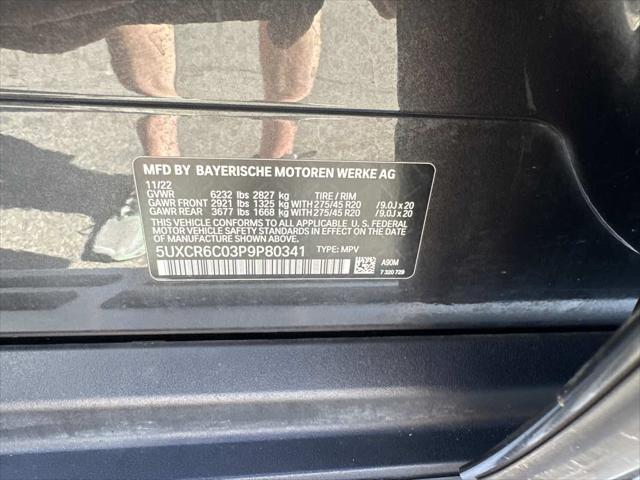 MFD BY BAYERISCHE MOTOREN WERKE AG
11/22
GVWR 6232 lbs 2827 kg TIRE / RIM
GAWR FRONT 2921 lbs 1325 kg WITH 275/45 R20 /9.0J x 20
GAWR REAR 3677 lbs 1668 kg WITH 275/45 R20 /9.0J x 20
THIS VEHICLE CONFORMS TO ALL APPLICABLE U. S. FEDERAL
MOTOR VEHICLE SAFETY STANDARDS IN EFFECT ON THE
DATE OF MANUFACTURE SHOWN ABOVE.
5UXCR6C03P9P80341 TYPE: MPV
A90M
7 320 729